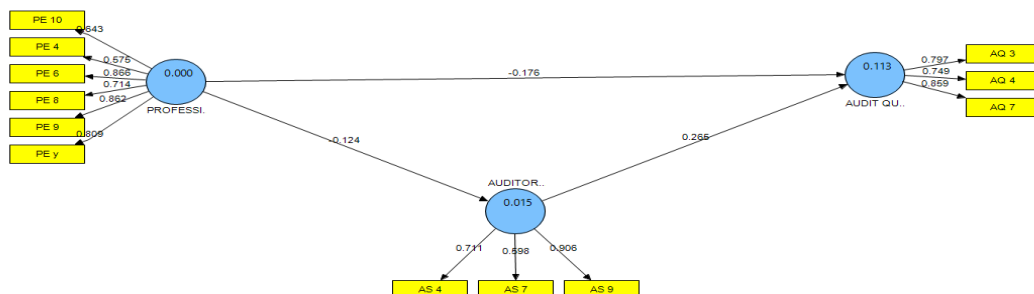 PE 10
0.643
PE 4
0.575
PE 6
0.866
PE 8
0.714
PE 9
0.862
PE y
0.809
0.000
PROFESSI.
-0.176
-0.124
0.265
0.113
AUDIT QU..
0.797
AQ 3
0.749
AQ 4
0.859
AQ 7
AUDITOR..
0.015
0.711
0.598
0.906
AS 4
AS 7
AS 9